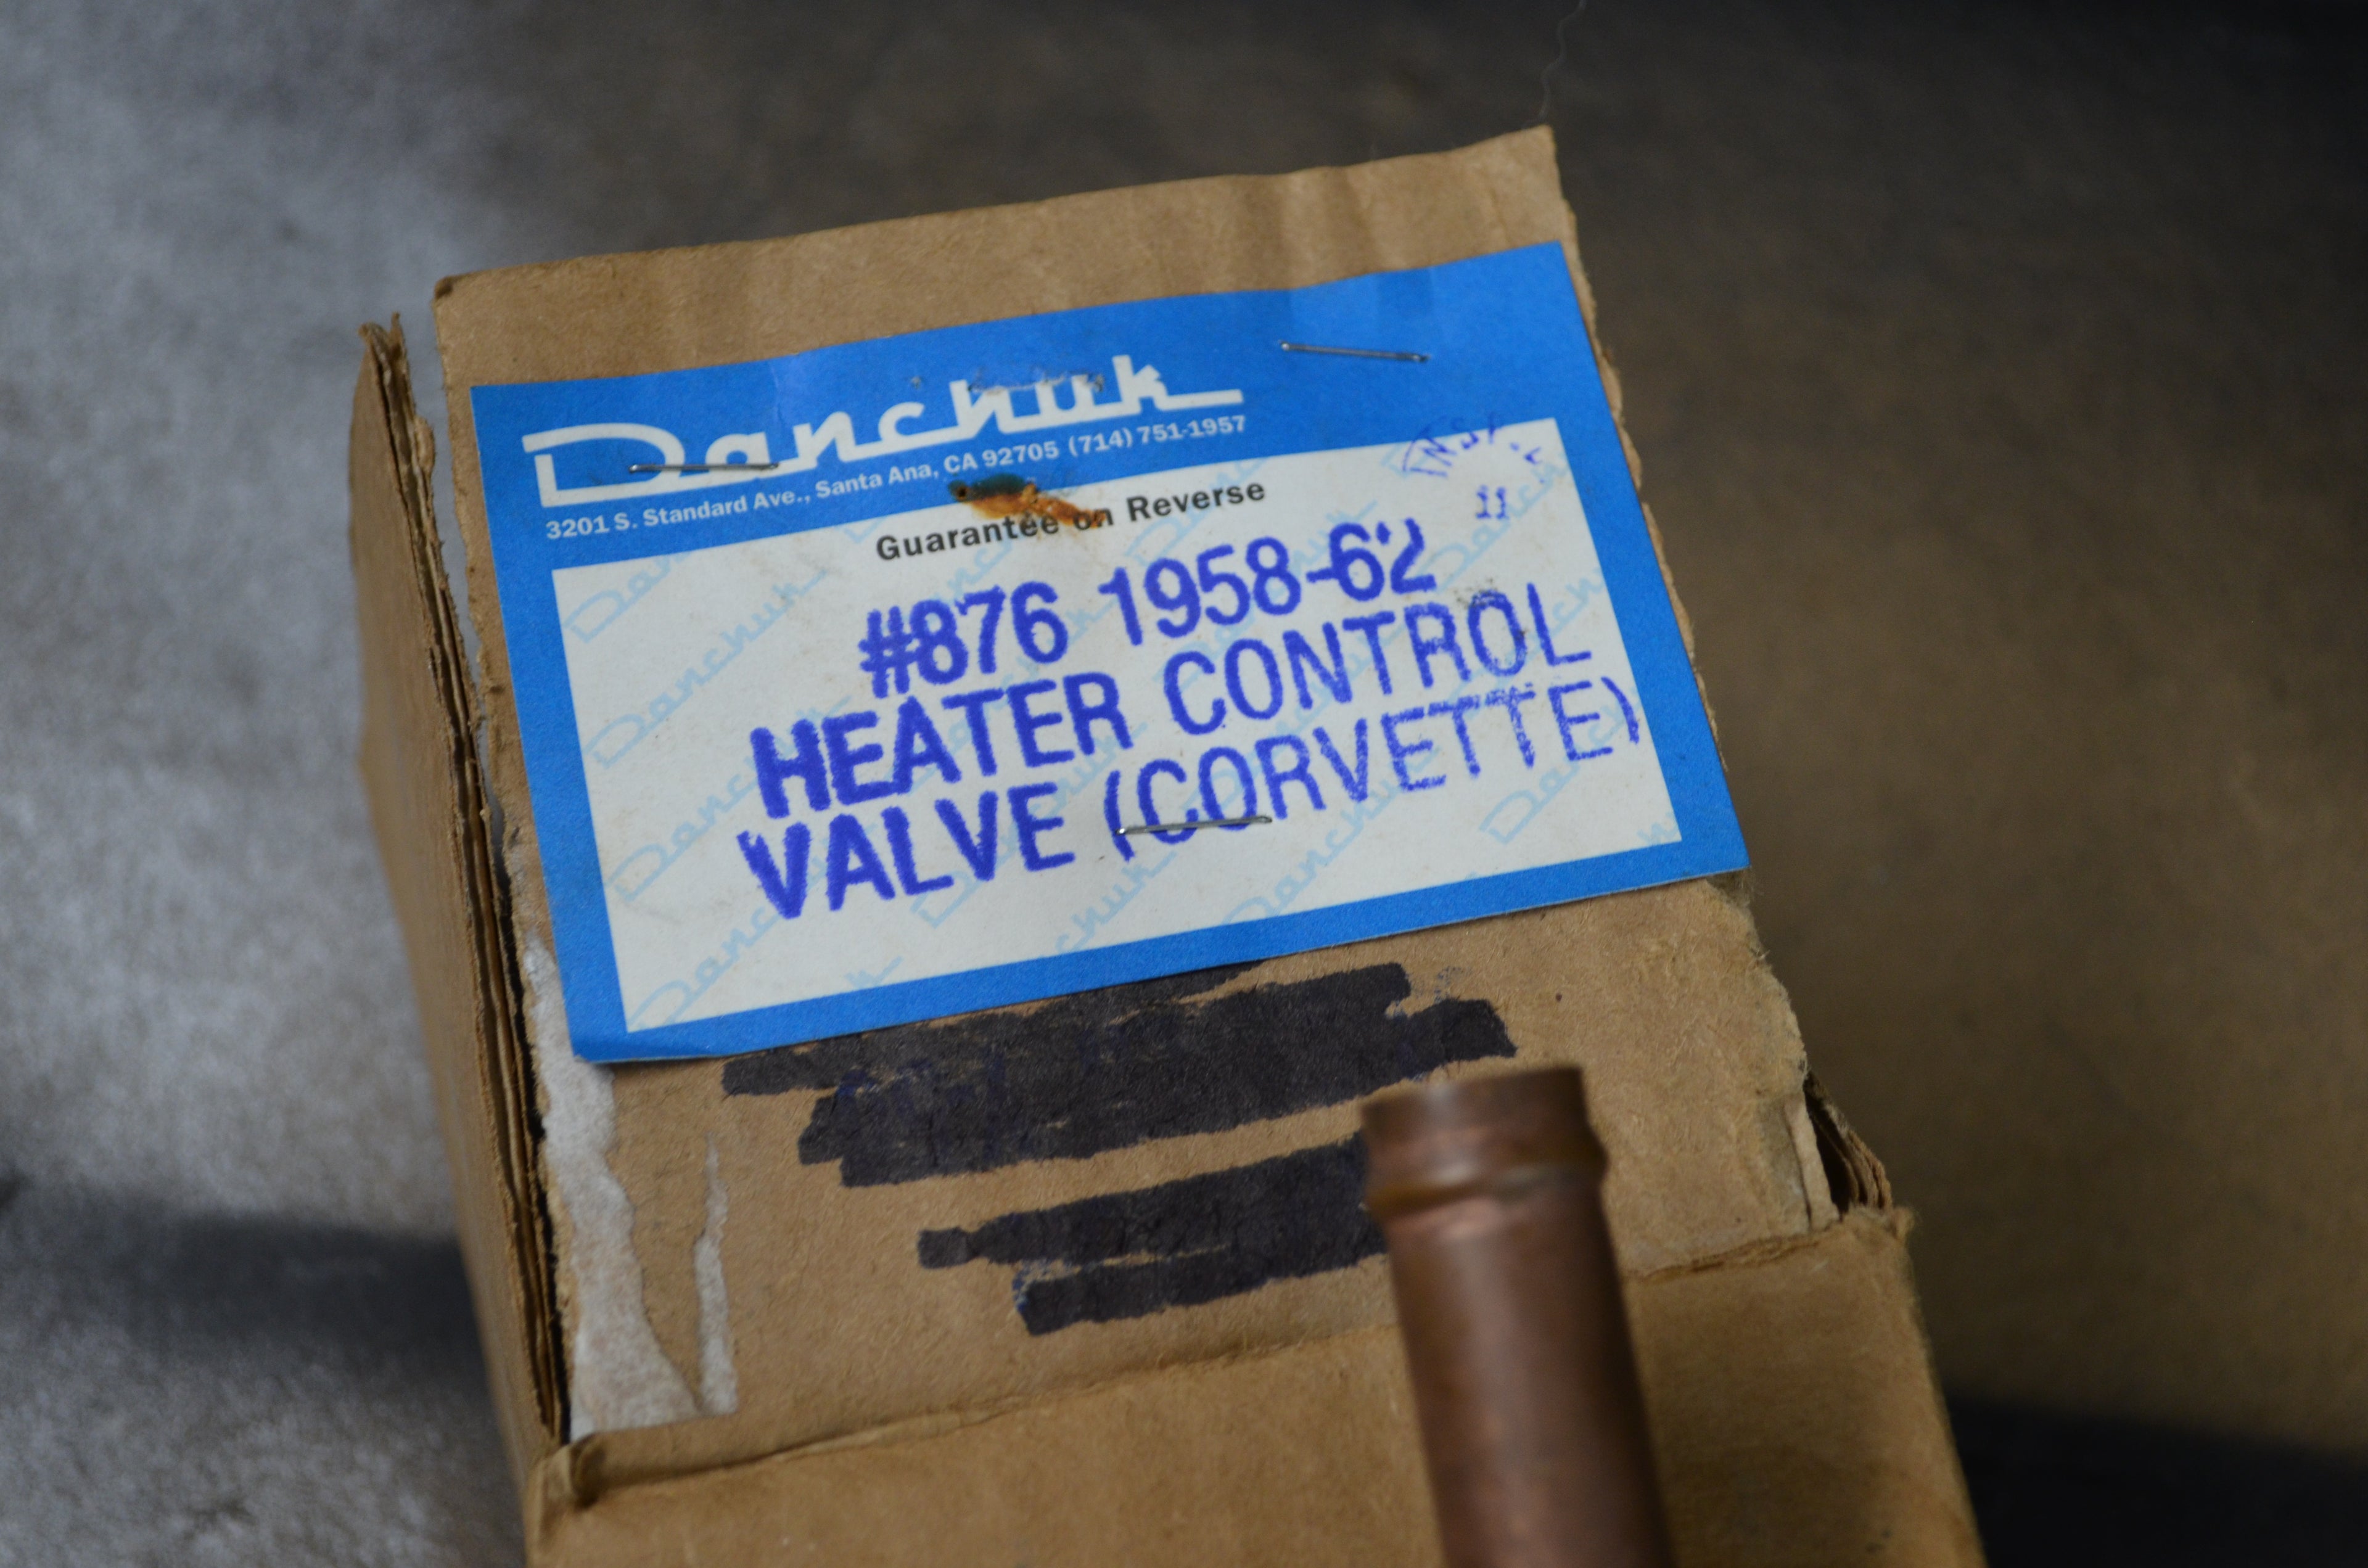 Danchuk
3201 S. Standard Ave., Santa Ana, CA 92705 (714) 751-1957
Guarantee on Reverse
11
#876 1958-62
HEATER CONTROL
VALVE (CORVETTE)